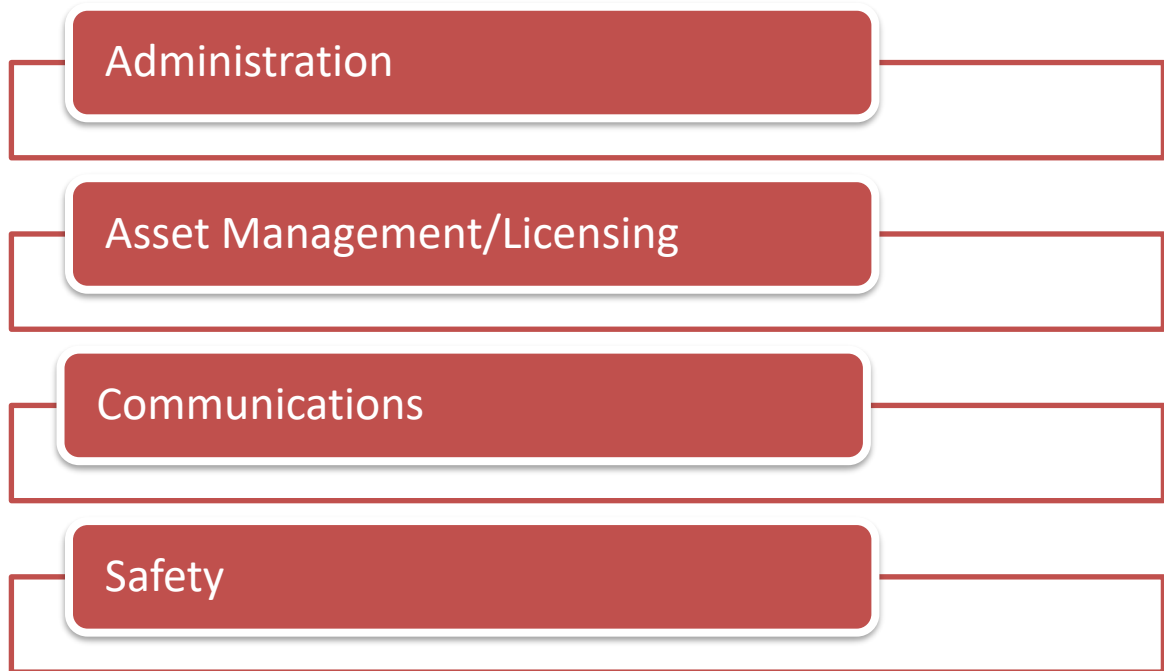 Administration
Asset Management/Licensing
Communications
Safety